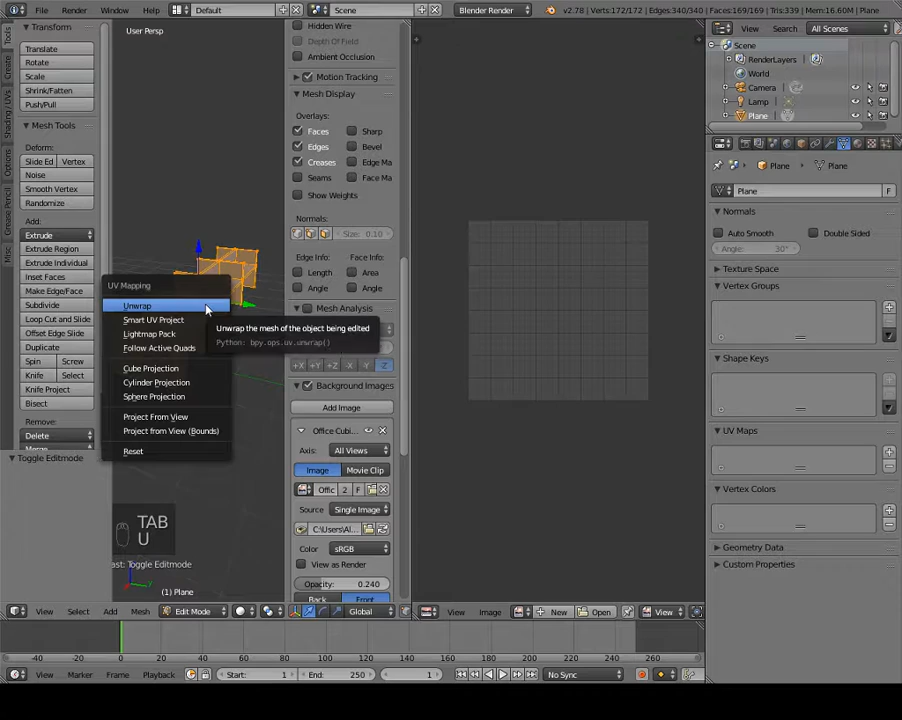 File Render Window Help Default Scene Blender Render v2.78 | Verts:172/172 | Edges:340/340 | Faces:169/169 | Tris:339 | Mem:16.60M | Plane
Transform
Translate
Rotate
Scale
Shrink/Fatten
Push/Pull
Mesh Tools
Deform:
Slide Ed Vertex
Noise
Smooth Vertex
Randomize
Add:
Extrude
Extrude Region
Extrude Individual
Inset Faces
Make Edge/Face
Subdivide
Loop Cut and Slide
Offset Edge Slide
Duplicate
Spin Screw
Knife Select
Knife Project
Bisect
Remove:
Delete
Toggle Editmode
Tools
Create
Shading / UVs
Options
Grease Pencil
Misc
User Persp
UV Mapping
Unwrap
Smart UV Project
Lightmap Pack
Follow Active Quads
Cube Projection
Cylinder Projection
Sphere Projection
Project From View
Project from View (Bounds)
Reset
Unwrap the mesh of the object being edited
Python: bpy.ops.uv.unwrap()
TAB
U
ast: Toggle Editmode
(1) Plane
Hidden Wire
Depth Of Field
Ambient Occlusion
Motion Tracking
Mesh Display
Overlays:
Faces Sharp
Edges Bevel
Creases Edge Ma
Seams Face Ma
Show Weights
Normals:
Size: 0.10
Edge Info: Face Info:
Length Area
Angle Angle
Mesh Analysis
+X +Y +Z -X -Y -Z
Background Images
Add Image
Office Cubi
Axis: All Views
Image Movie Clip
Offic 2 F
Source Single Image
C:\Users\Al...
Color sRGB
View as Render
Opacity: 0.240
Back Front
View Select Add Mesh Edit Mode Global
View Image New Open View
-40 -20 0 20 40 60 80 100 120 140 160 180 200 220 240 260
View Marker Frame Playback Start: 1 End: 250 1 No Sync
View Search All Scenes
Scene
RenderLayers
World
Camera
Lamp
Plane
Plane Plane
Plane F
Normals
Auto Smooth Double Sided
Angle: 30°
Texture Space
Vertex Groups
Shape Keys
UV Maps
Vertex Colors
Geometry Data
Custom Properties